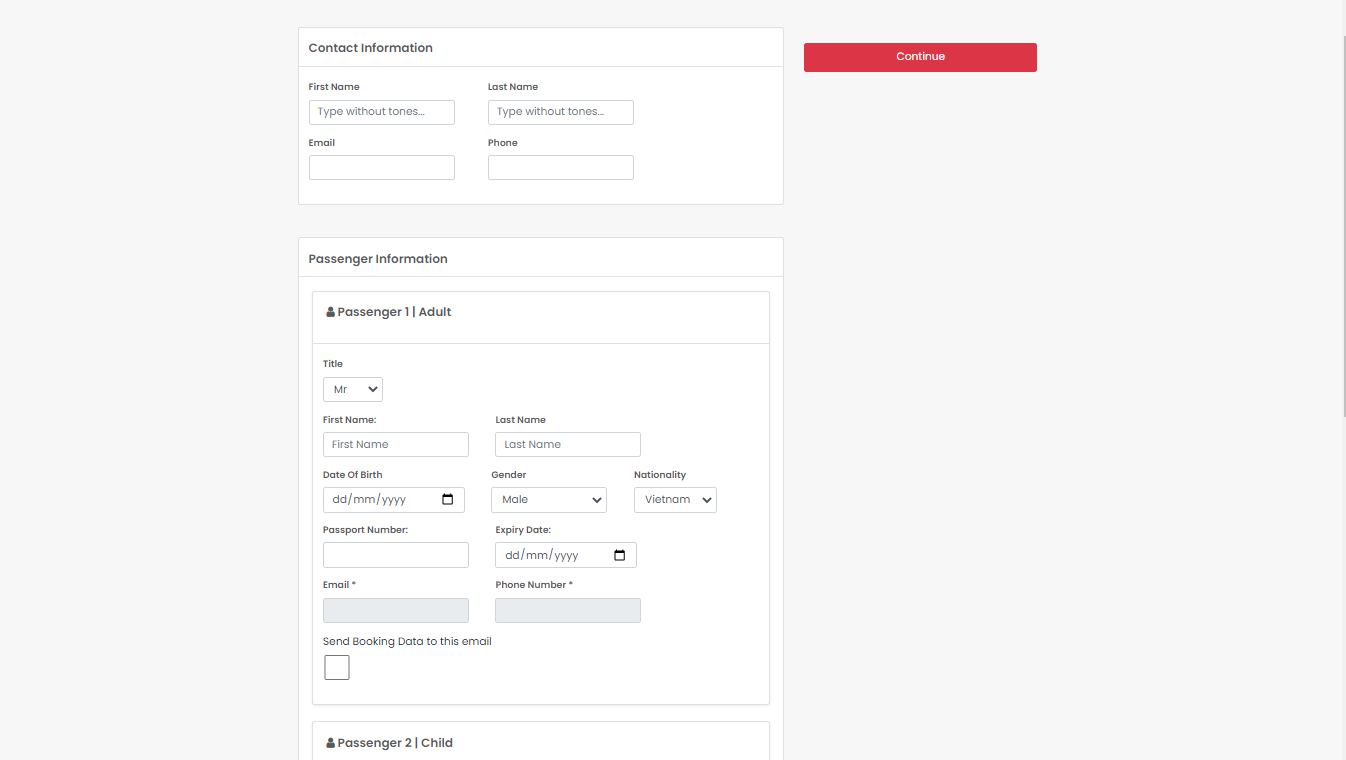 Contact Information
Continue
First Name Last Name
Type without tones... Type without tones...
Email Phone
Passenger Information
Passenger 1 | Adult
Title
Mr
First Name: Last Name
First Name Last Name
Date Of Birth Gender Nationality
dd/mm/yyyy Male Vietnam
Passport Number: Expiry Date:
dd/mm/yyyy
Email * Phone Number *
Send Booking Data to this email
Passenger 2 | Child